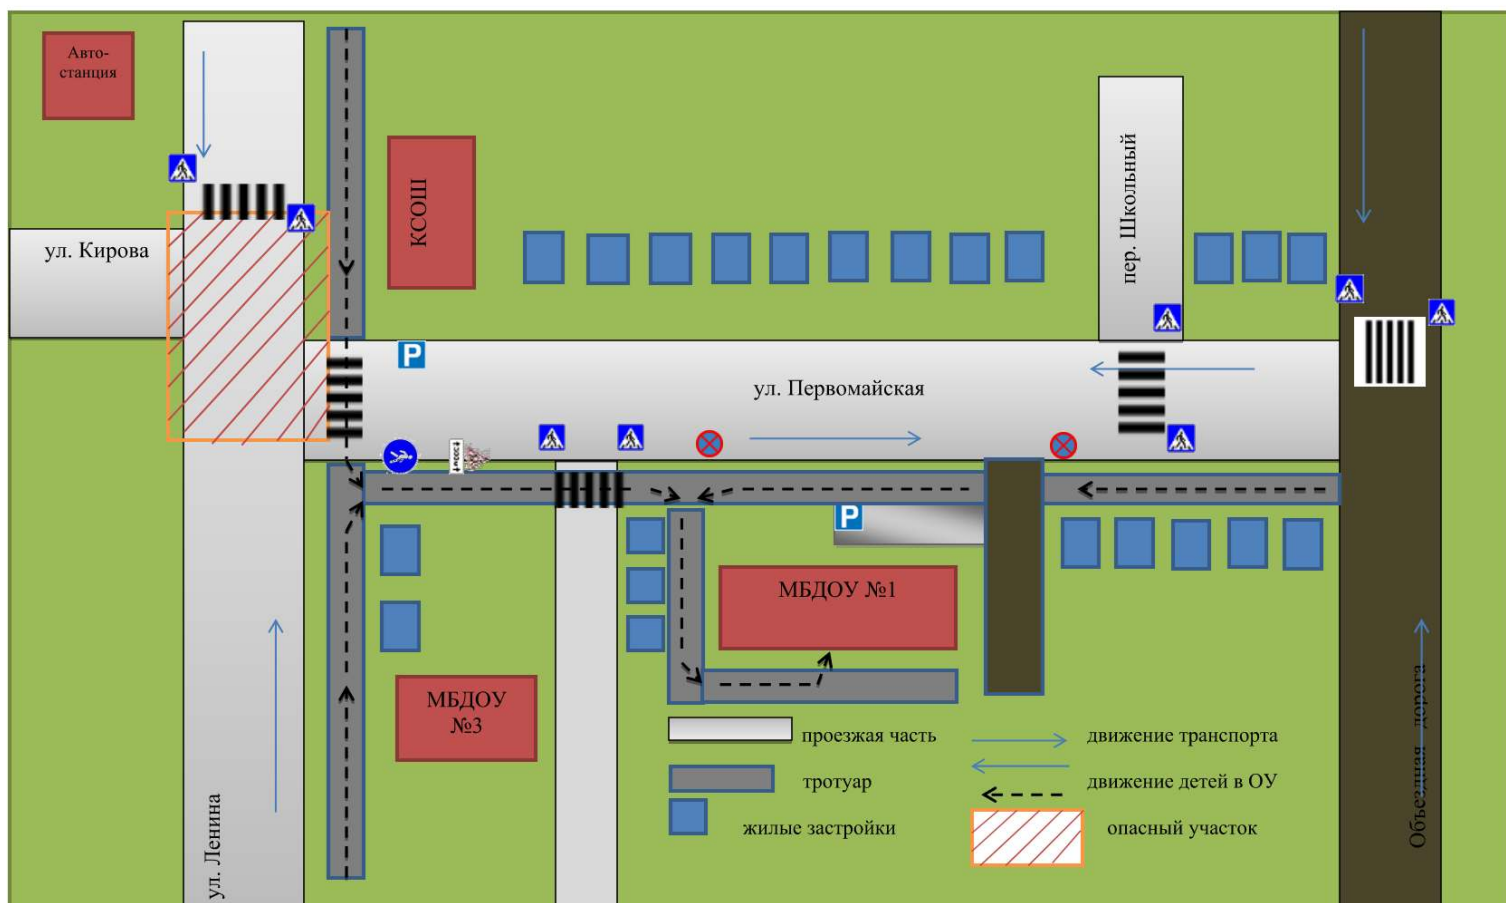 Авто-
станция
КСОШ
пер. Школьный
ул. Кирова
P
ул. Первомайская
P
МБДОУ №1
МБДОУ
№3
ул. Ленина
Объездная дорога
проезжая часть
движение транспорта
тротуар
движение детей в ОУ
жилые застройки
опасный участок